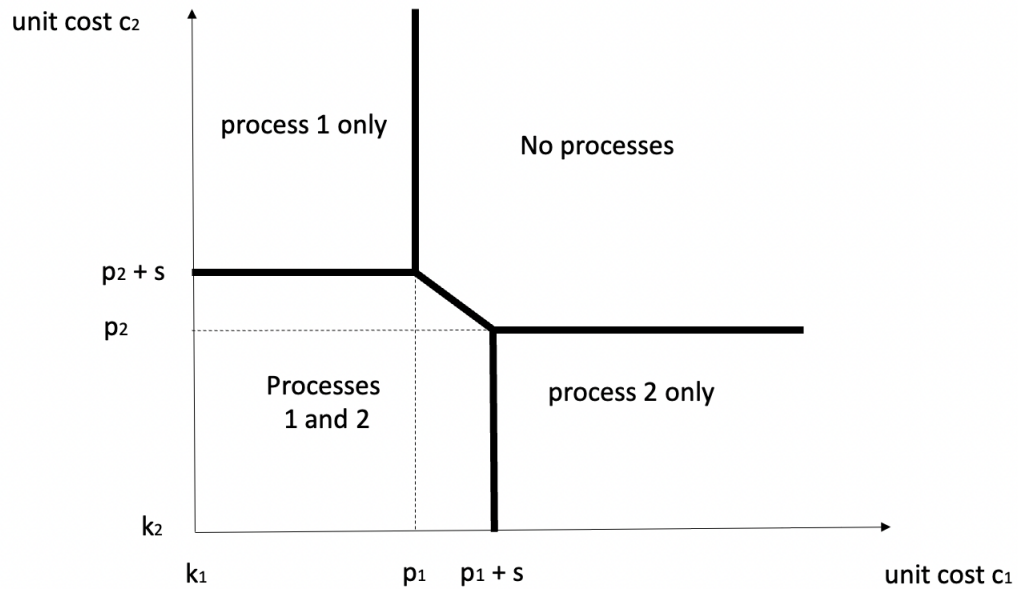 unit cost c2
process 1 only
No processes
p2 + s
p2
Processes
1 and 2
process 2 only
k2
k1
p1
p1 + s
unit cost c1